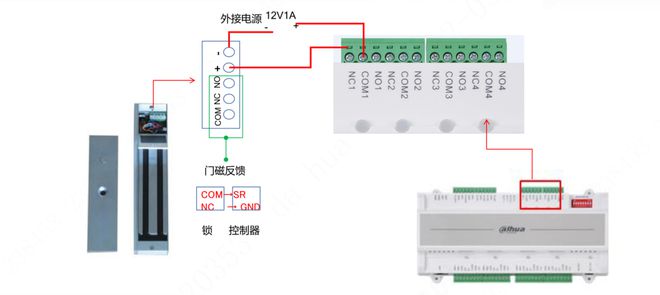 外接电源 12V1A
- +
-
+
NO
NC
COM
NC1 COM1 NO1 NC2 COM2 NO2 NC3 COM3 NO3 NC4 COM4 NO4
门磁反馈
COM SR
NC GND
锁 控制器
alhua